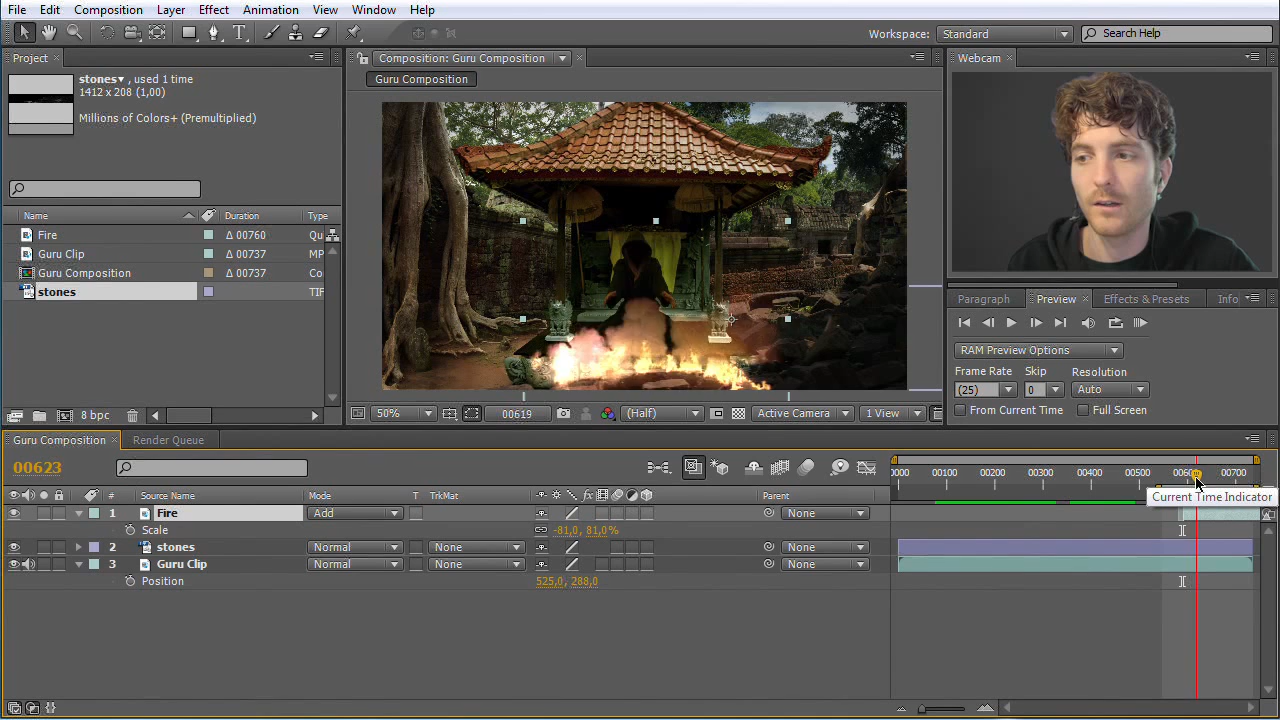 File Edit Composition Layer Effect Animation View Window Help
Workspace: Standard Search Help
Project Composition: Guru Composition Webcam
stones , used 1 time
1412 x 208 (1,00)
Millions of Colors+ (Premultiplied)
Guru Composition
Name Duration Type
Fire Δ 00760 Qu
Guru Clip Δ 00737 MP
Guru Composition Δ 00737 Co
stones TIF
8 bpc
50% 00619 (Half) Active Camera 1 View
Paragraph Preview Effects & Presets Info
RAM Preview Options
Frame Rate Skip Resolution
(25) 0 Auto
From Current Time Full Screen
Guru Composition Render Queue
00623
0000 00100 00200 00300 00400 00500 0060 00700
Current Time Indicator
# Source Name Mode T TrkMat Parent
1 Fire Add None
Scale -81,0, 81,0%
2 stones Normal None None
3 Guru Clip Normal None None
Position 525,0, 288,0